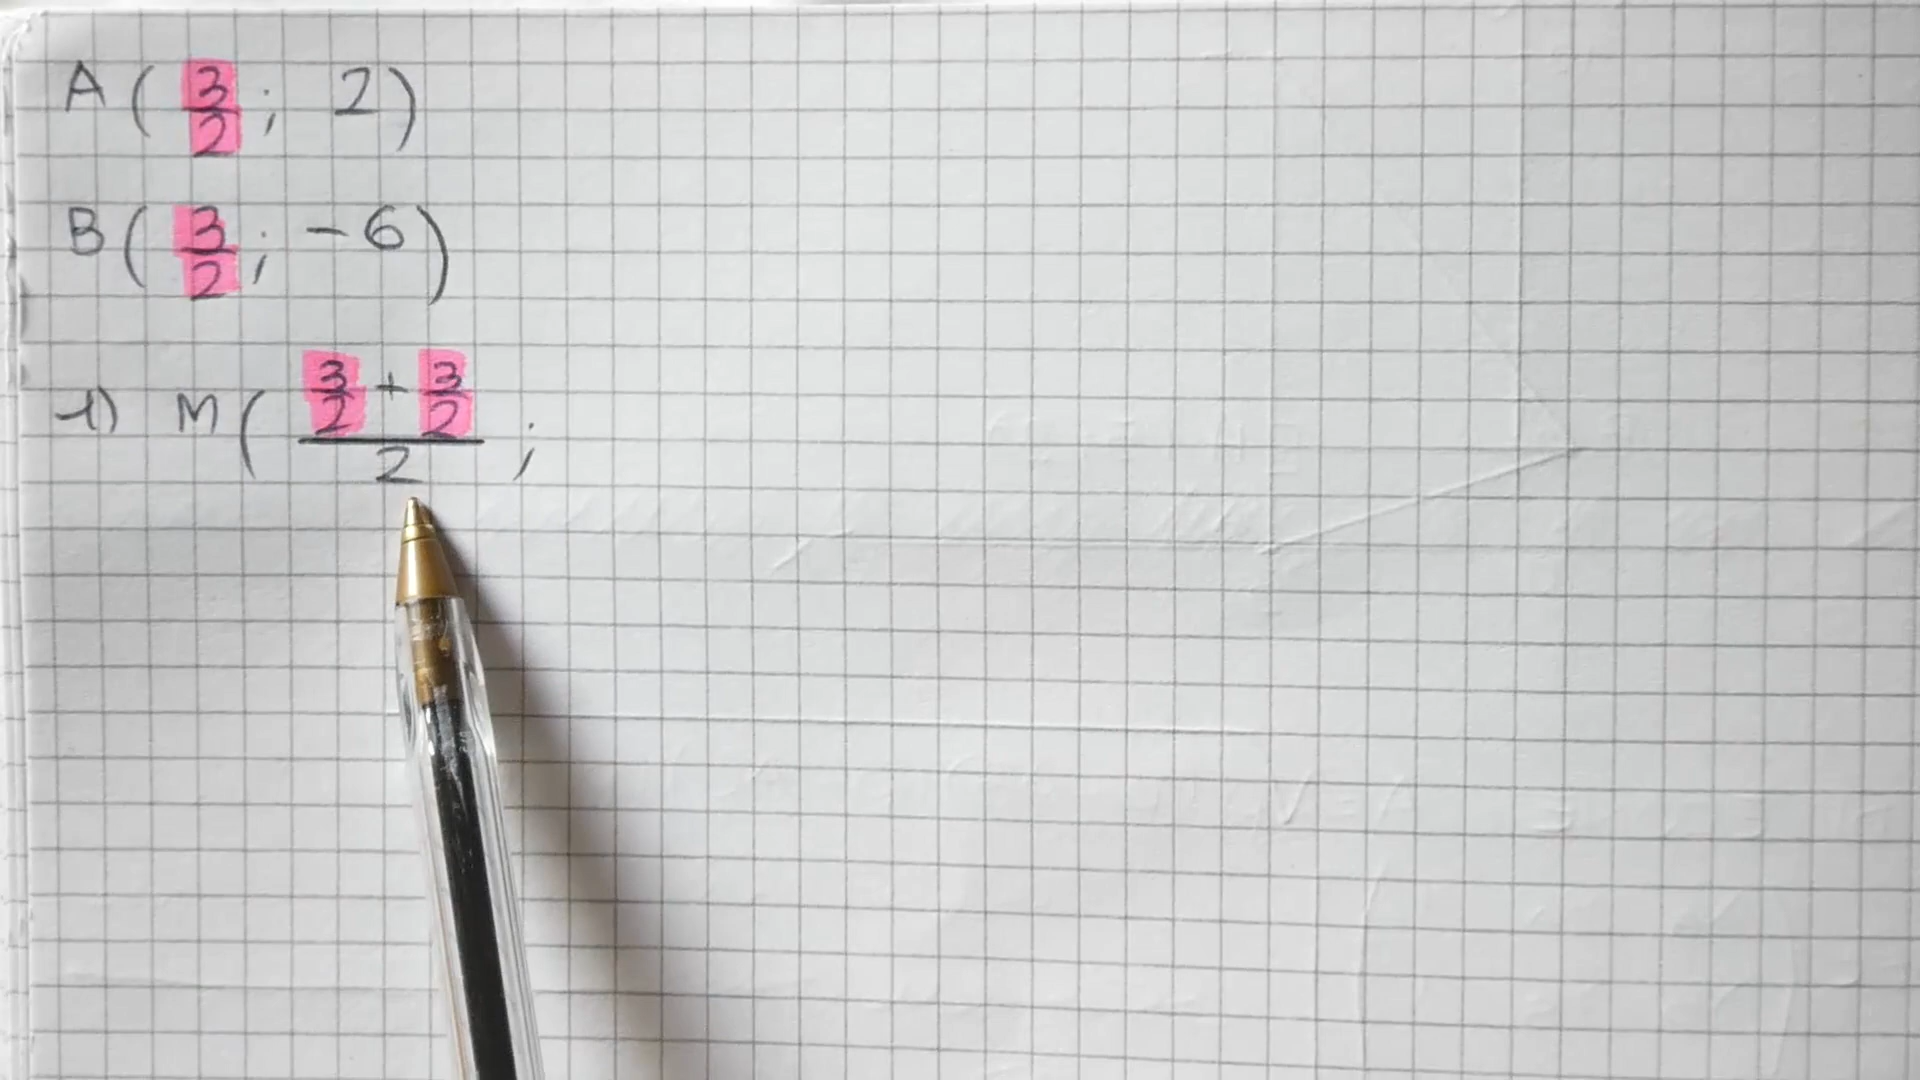 A ( 3/2 ; 2 )
B ( 3/2 ; -6 )
1) M ( (3/2 + 3/2)/2 ;